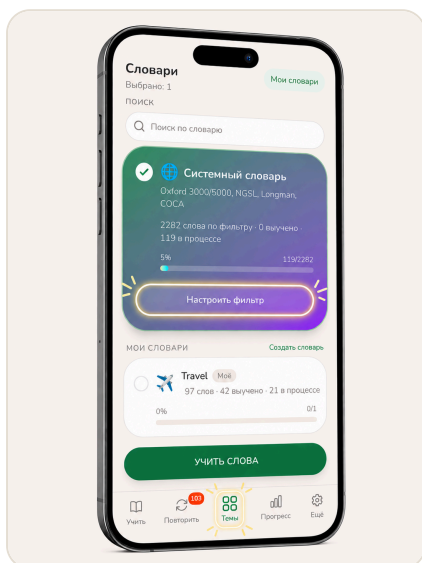 Словари
Мои словари
Выбрано: 1
ПОИСК
Поиск по словарю
Системный словарь
Oxford 3000/5000, NGSL, Longman,
COCA
2282 слова по фильтру · 0 выучено ·
119 в процессе
5%
119/2282
Настроить фильтр
МОИ СЛОВАРИ
Создать словарь
Travel Моё
97 слов · 42 выучено · 21 в процессе
0%
0/1
УЧИТЬ СЛОВА
103
Учить
Повторить
Темы
Прогресс
Ещё